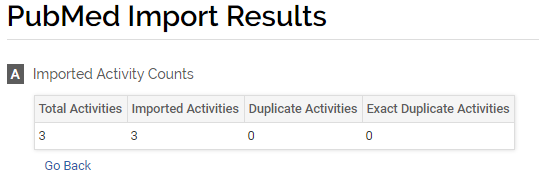 PubMed Import Results
A Imported Activity Counts
Total Activities Imported Activities Duplicate Activities Exact Duplicate Activities
3 3 0 0
Go Back